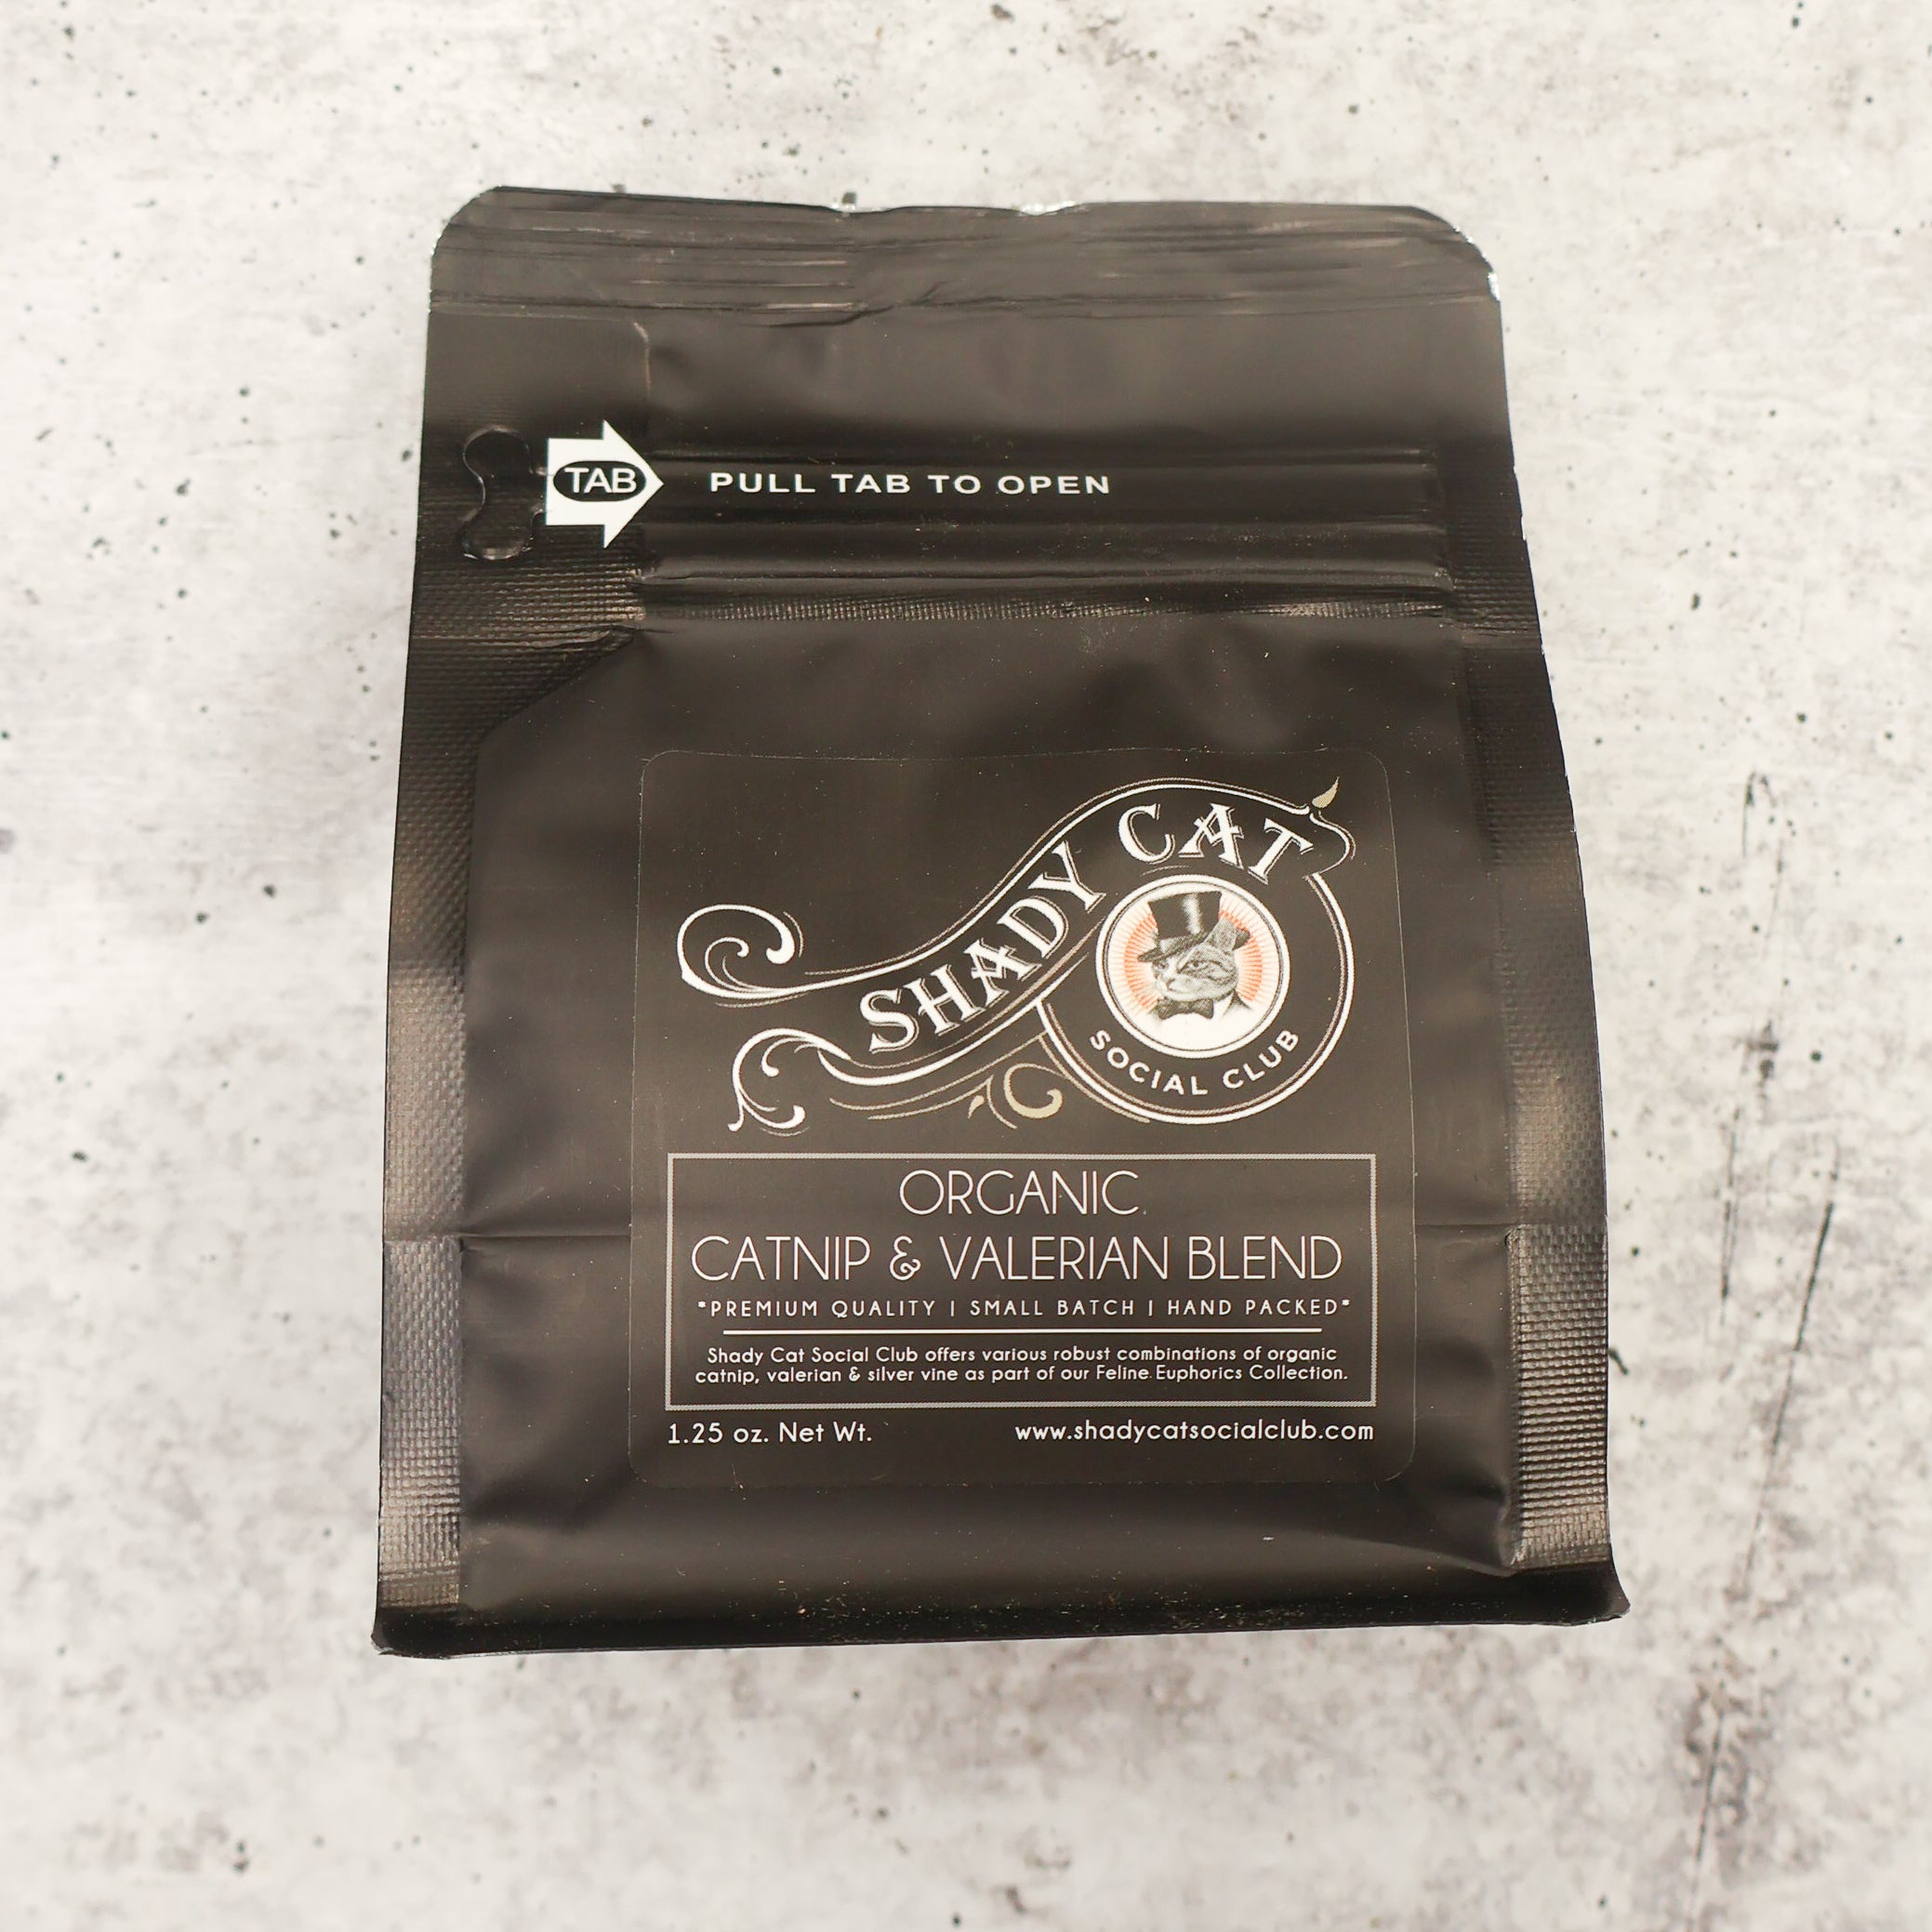 TAB
PULL TAB TO OPEN
SHADY CAT
SOCIAL CLUB
ORGANIC
CATNIP & VALERIAN BLEND
*PREMIUM QUALITY | SMALL BATCH | HAND PACKED*
Shady Cat Social Club offers various robust combinations of organic
catnip, valerian & silver vine as part of our Feline Euphorics Collection.
1.25 oz. Net Wt.
www.shadycatsocialclub.com